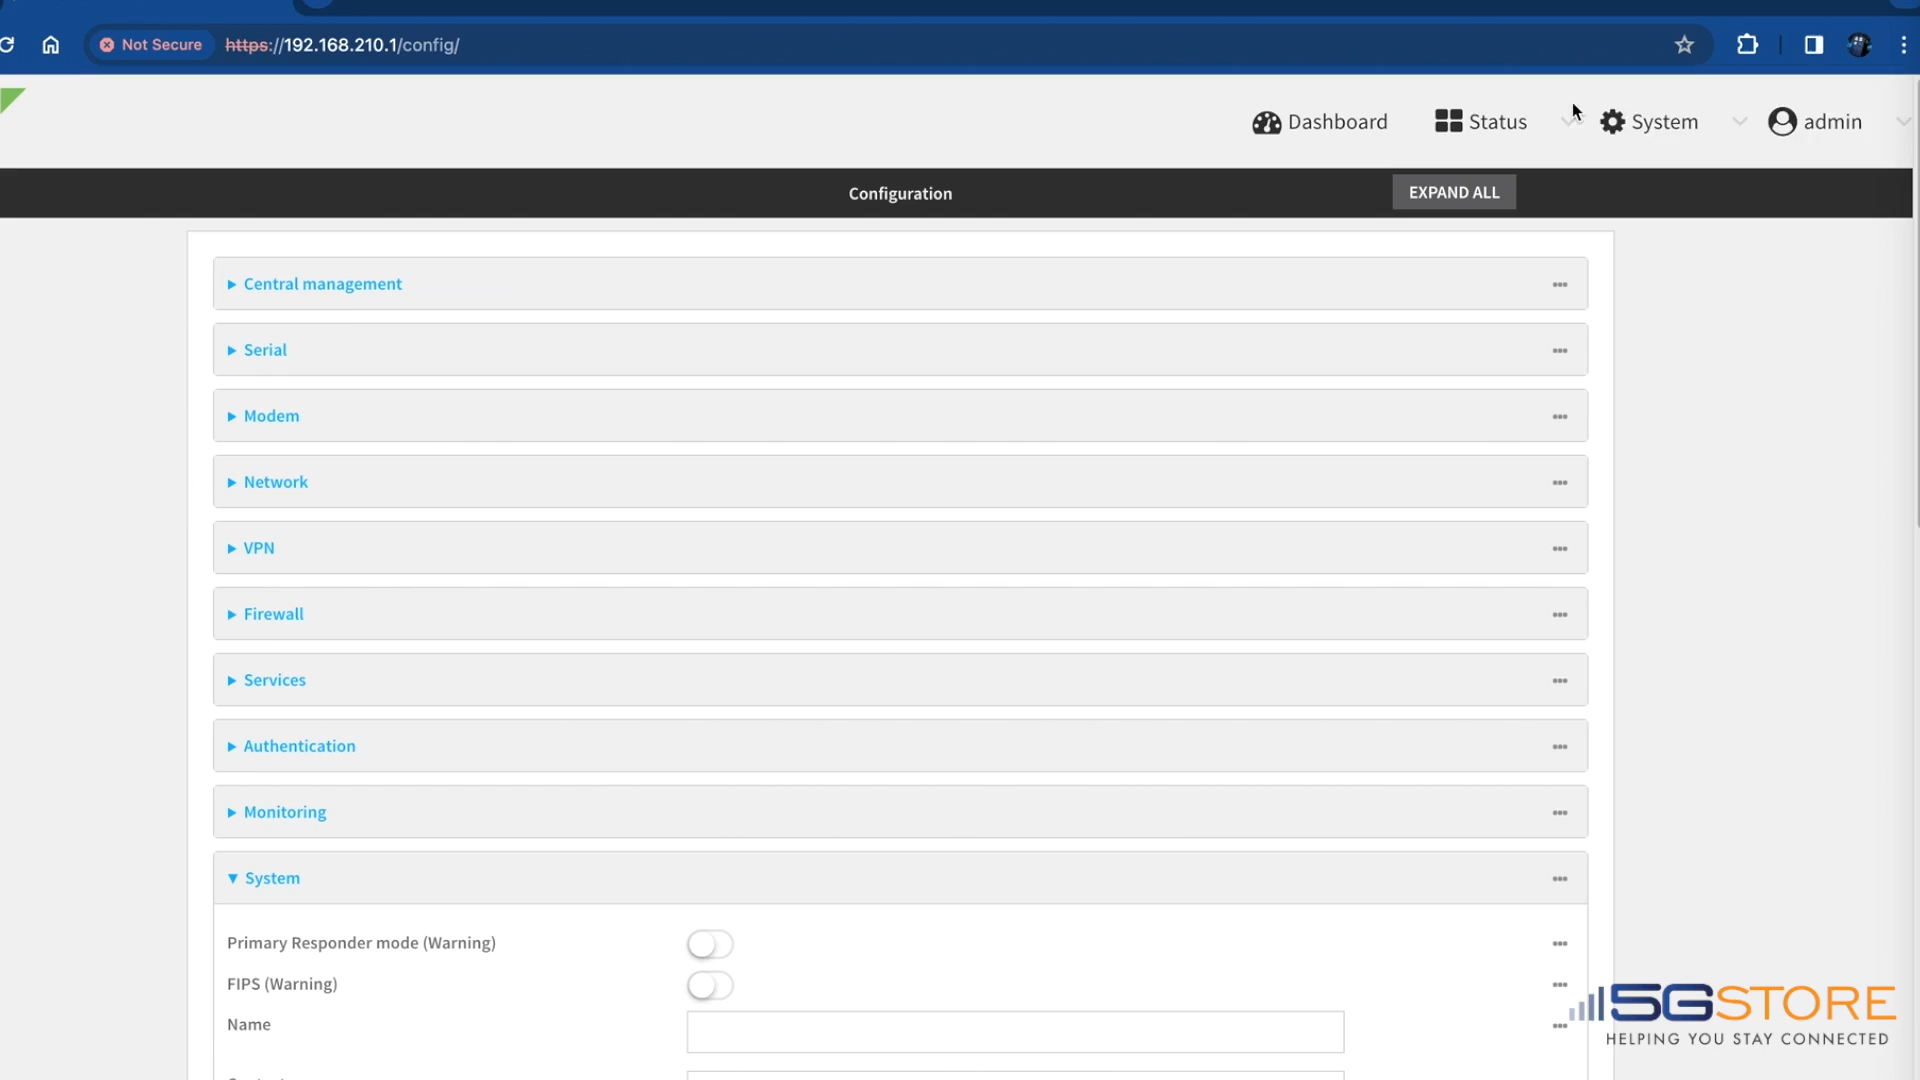 Not Secure https://192.168.210.1/config/
Dashboard Status System admin
Configuration EXPAND ALL
Central management
Serial
Modem
Network
VPN
Firewall
Services
Authentication
Monitoring
System
Primary Responder mode (Warning)
FIPS (Warning)
Name
5GSTORE
HELPING YOU STAY CONNECTED